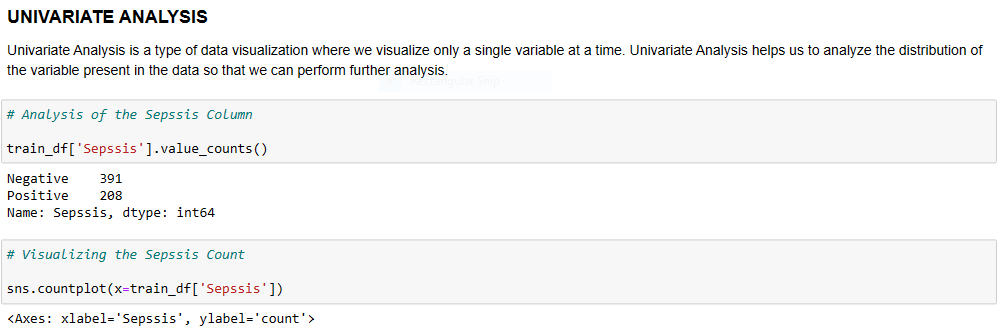 UNIVARIATE ANALYSIS
Univariate Analysis is a type of data visualization where we visualize only a single variable at a time. Univariate Analysis helps us to analyze the distribution of
the variable present in the data so that we can perform further analysis.
# Analysis of the Sepssis Column
train_df['Sepssis'].value_counts()
Negative    391
Positive    208
Name: Sepssis, dtype: int64
# Visualizing the Sepssis Count
sns.countplot(x=train_df['Sepssis'])
<Axes: xlabel='Sepssis', ylabel='count'>